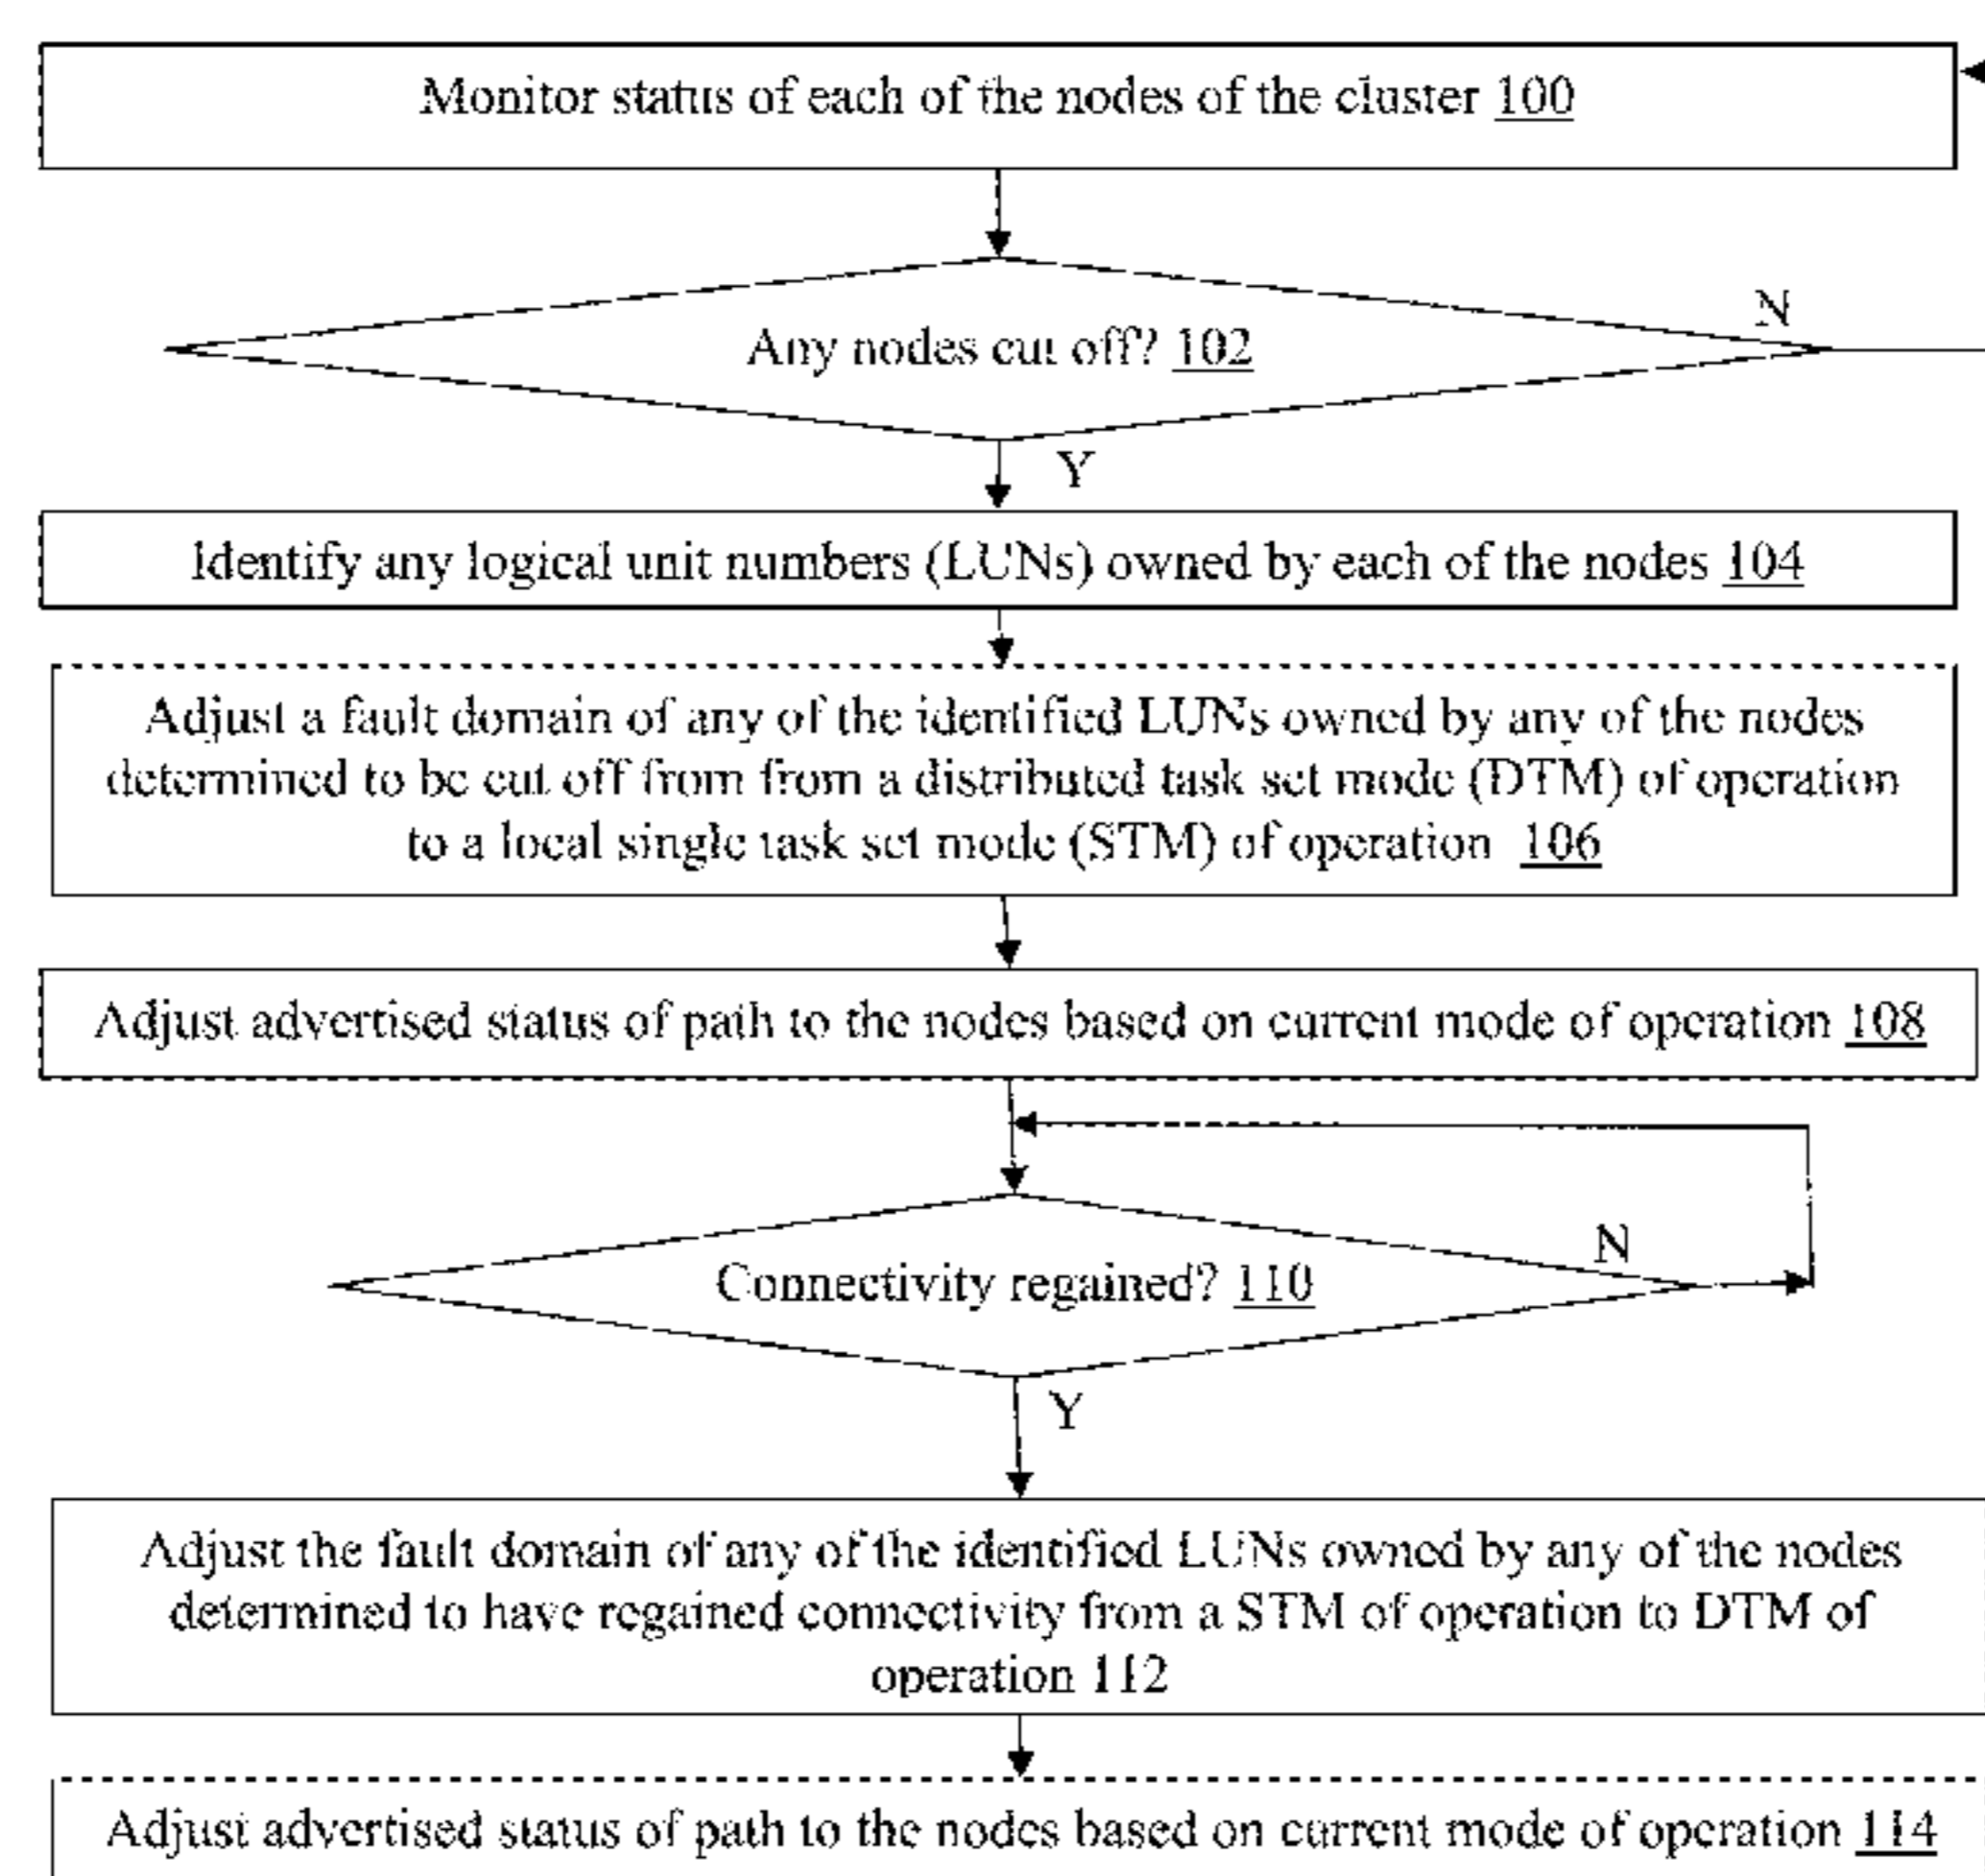 Monitor status of each of the nodes of the cluster 100
N
Any nodes cut off? 102
Y
Identify any logical unit numbers (LUNs) owned by each of the nodes 104
Adjust a fault domain of any of the identified LUNs owned by any of the nodes
determined to be cut off from from a distributed task set mode (DTM) of operation
to a local single task set mode (STM) of operation 106
Adjust advertised status of path to the nodes based on current mode of operation 108
N
Connectivity regained? 110
Y
Adjust the fault domain of any of the identified LUNs owned by any of the nodes
determined to have regained connectivity from a STM of operation to DTM of
operation 112
Adjust advertised status of path to the nodes based on current mode of operation 114